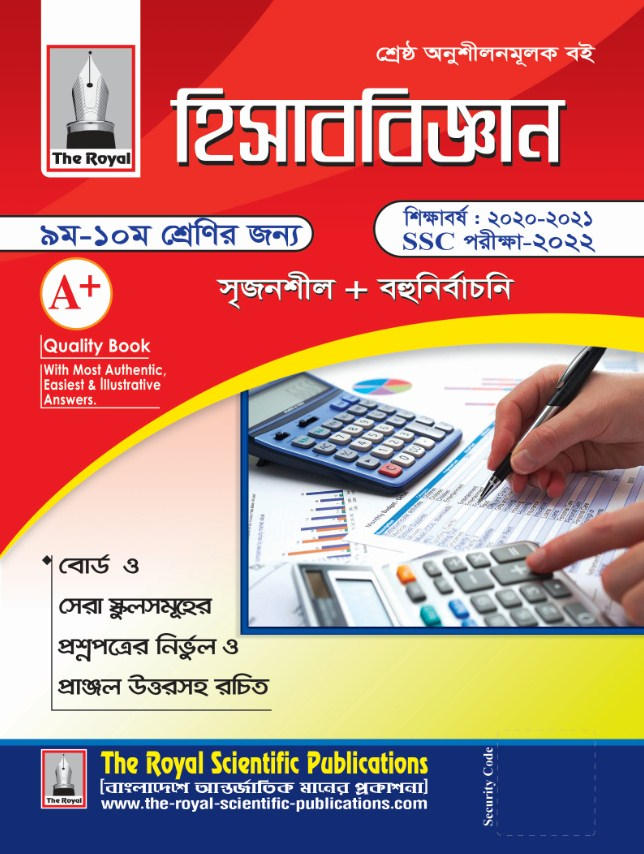 শ্রেষ্ঠ অনুশীলনমূলক বই
The Royal
হিসাববিজ্ঞান
৯ম-১০ম শ্রেণির জন্য
শিক্ষাবর্ষ : ২০২০-২০২১
SSC পরীক্ষা-২০২২
A+
সৃজনশীল + বহুনির্বাচনি
Quality Book
With Most Authentic,
Easiest & Illustrative
Answers.
বোর্ড ও
সেরা স্কুলসমূহের
প্রশ্নপত্রের নির্ভুল ও
প্রাঞ্জল উত্তরসহ রচিত
The Royal
The Royal Scientific Publications
[বাংলাদেশে আন্তর্জাতিক মানের প্রকাশনা]
www.the-royal-scientific-publications.com
Security Code